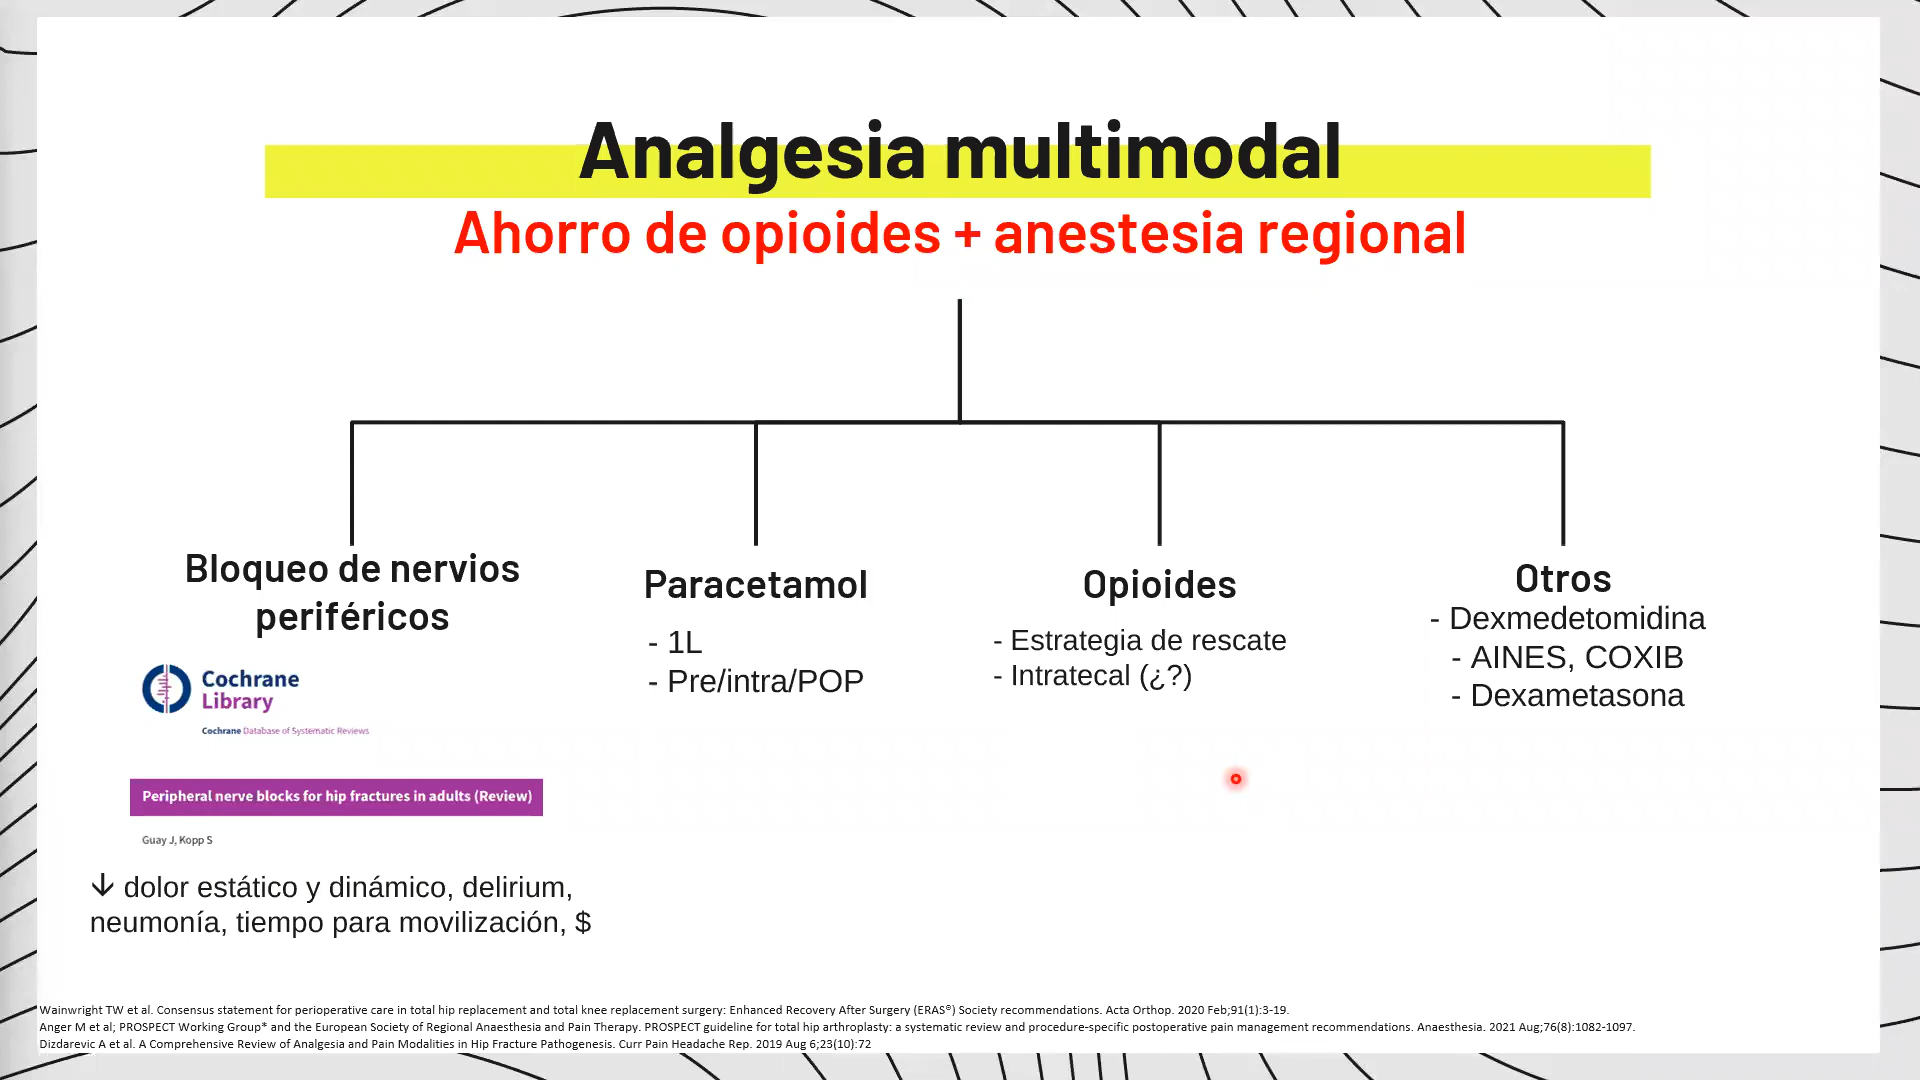 Analgesia multimodal
Ahorro de opioides + anestesia regional
Bloqueo de nervios
periféricos
Cochrane
Library
Cochrane Database of Systematic Reviews
Peripheral nerve blocks for hip fractures in adults (Review)
Guay J, Kopp S
↓ dolor estático y dinámico, delirium,
neumonía, tiempo para movilización, $
Paracetamol
- 1L
- Pre/intra/POP
Opioides
- Estrategia de rescate
- Intratecal (¿?)
Otros
- Dexmedetomidina
- AINES, COXIB
- Dexametasona
Wainwright TW et al. Consensus statement for perioperative care in total hip replacement and total knee replacement surgery: Enhanced Recovery After Surgery (ERAS®) Society recommendations. Acta Orthop. 2020 Feb;91(1):3-19.
Anger M et al; PROSPECT Working Group* and the European Society of Regional Anaesthesia and Pain Therapy. PROSPECT guideline for total hip arthroplasty: a systematic review and procedure-specific postoperative pain management recommendations. Anaesthesia. 2021 Aug;76(8):1082-1097.
Dizdarevic A et al. A Comprehensive Review of Analgesia and Pain Modalities in Hip Fracture Pathogenesis. Curr Pain Headache Rep. 2019 Aug 6;23(10):72